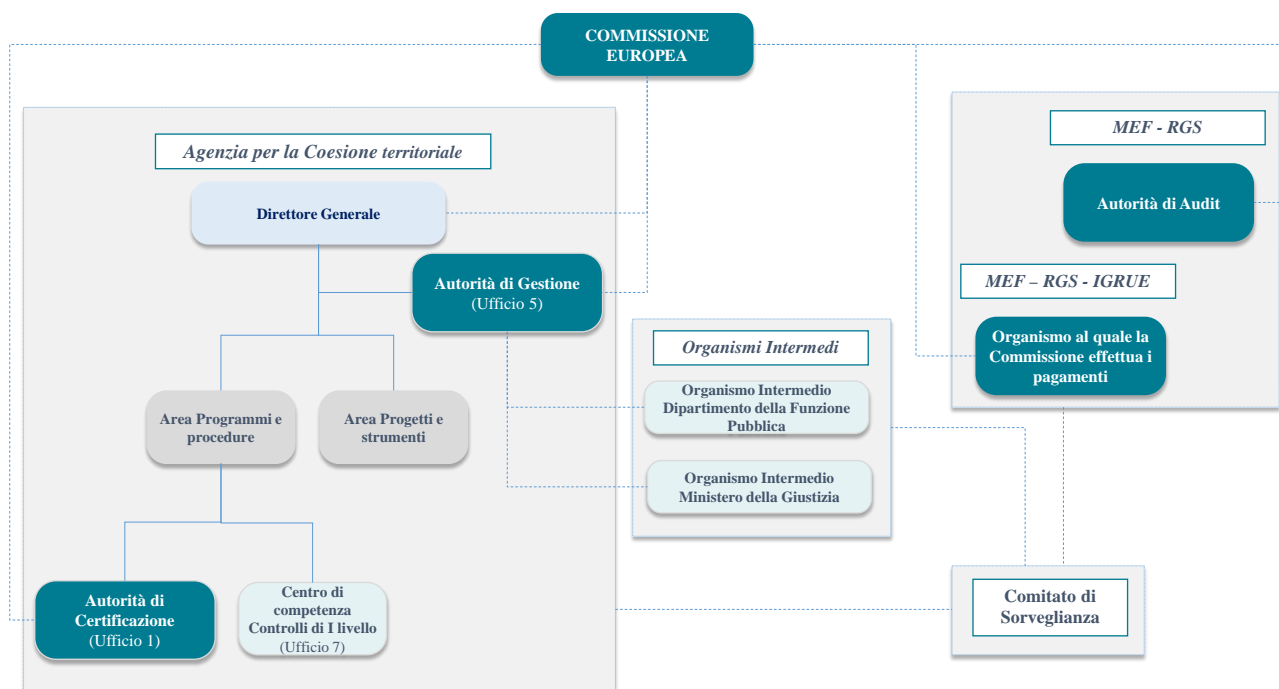 COMMISSIONE
EUROPEA
Agenzia per la Coesione territoriale
Direttore Generale
Autorità di Gestione
(Ufficio 5)
Area Programmi e
procedure
Area Progetti e
strumenti
Autorità di
Certificazione
(Ufficio 1)
Centro di
competenza
Controlli di I livello
(Ufficio 7)
Organismi Intermedi
Organismo Intermedio
Dipartimento della Funzione
Pubblica
Organismo Intermedio
Ministero della Giustizia
MEF - RGS
Autorità di Audit
MEF – RGS - IGRUE
Organismo al quale la
Commissione effettua i
pagamenti
Comitato di
Sorveglianza